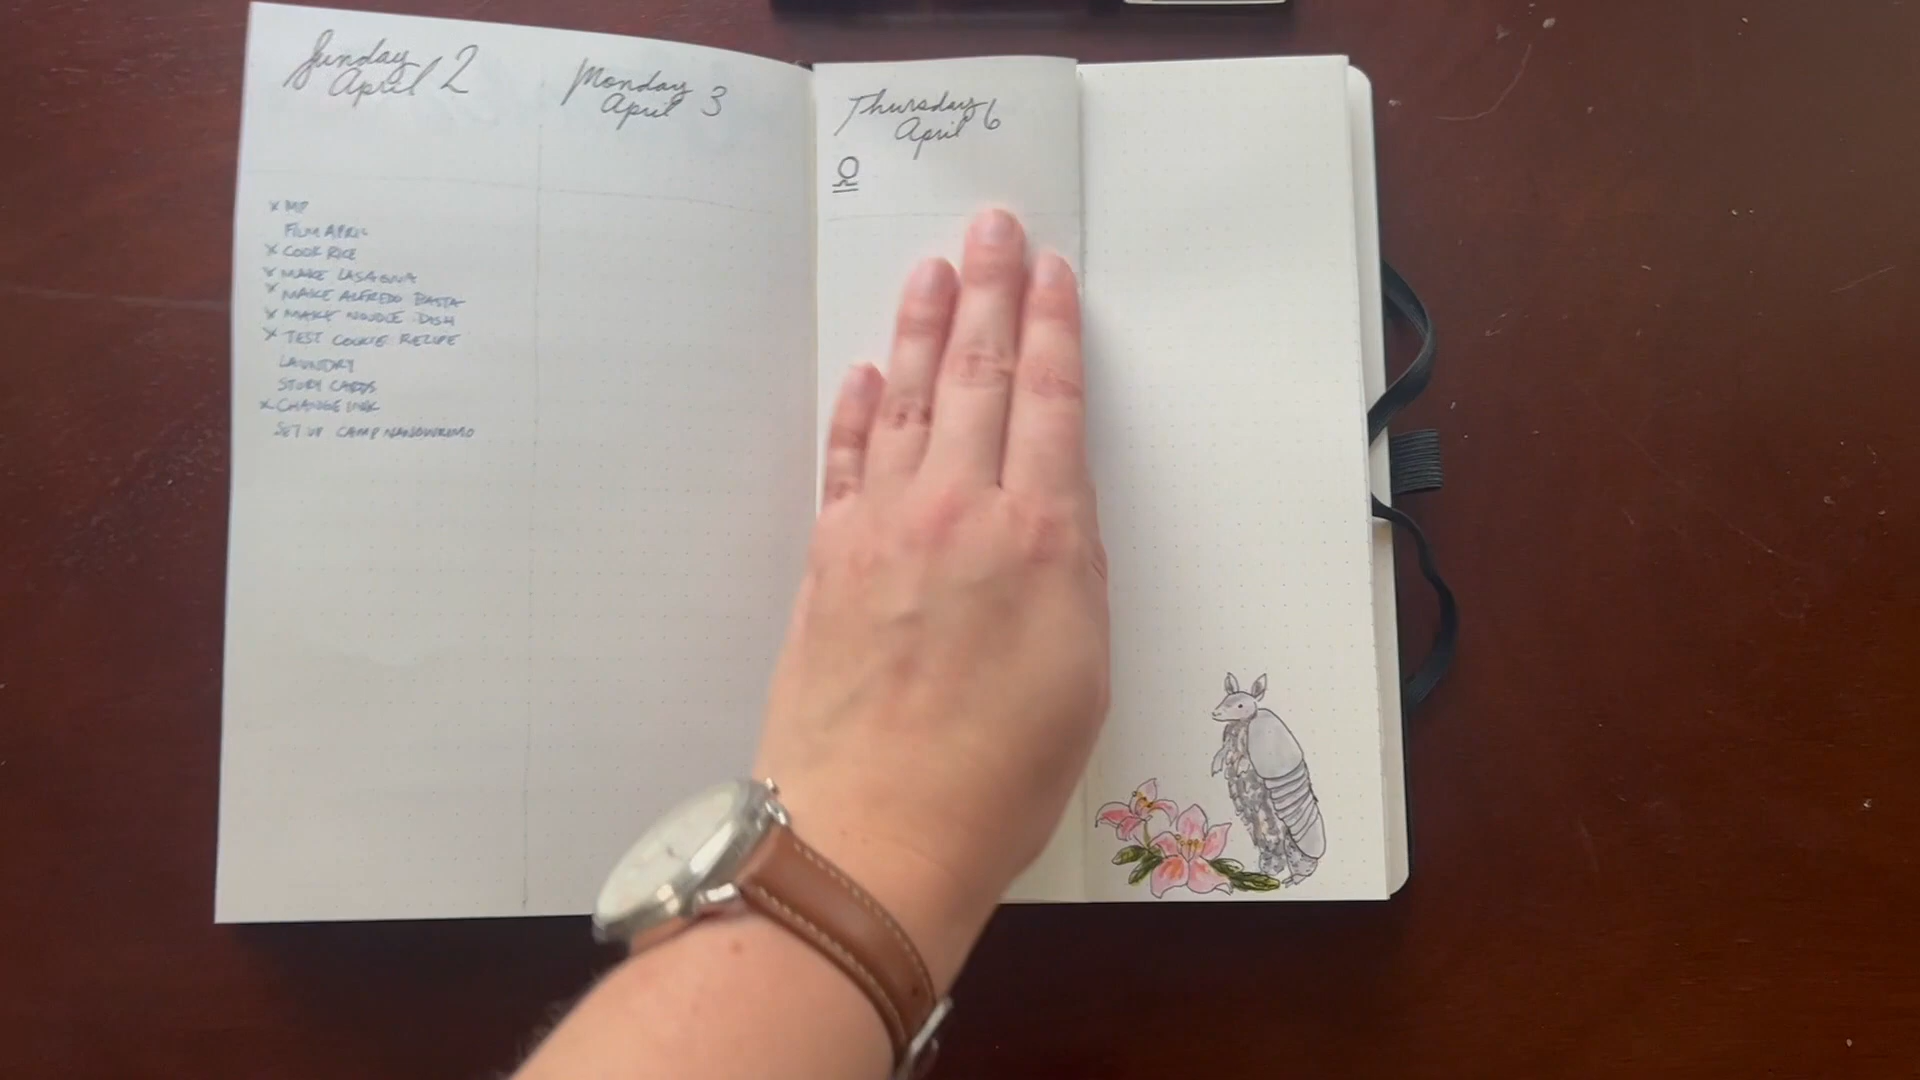 Sunday
April 2
x MP
FILM APRIL
x COOK RICE
x MAKE LASAGNA
x MAKE ALFREDO PASTA
x MAKE NOODLE DISH
x TEST COOKIE RECIPE
LAUNDRY
STORY CARDS
x CHANGE INK
SET UP CAMP NANOWRIMO
Monday
April 3
Thursday
April 6